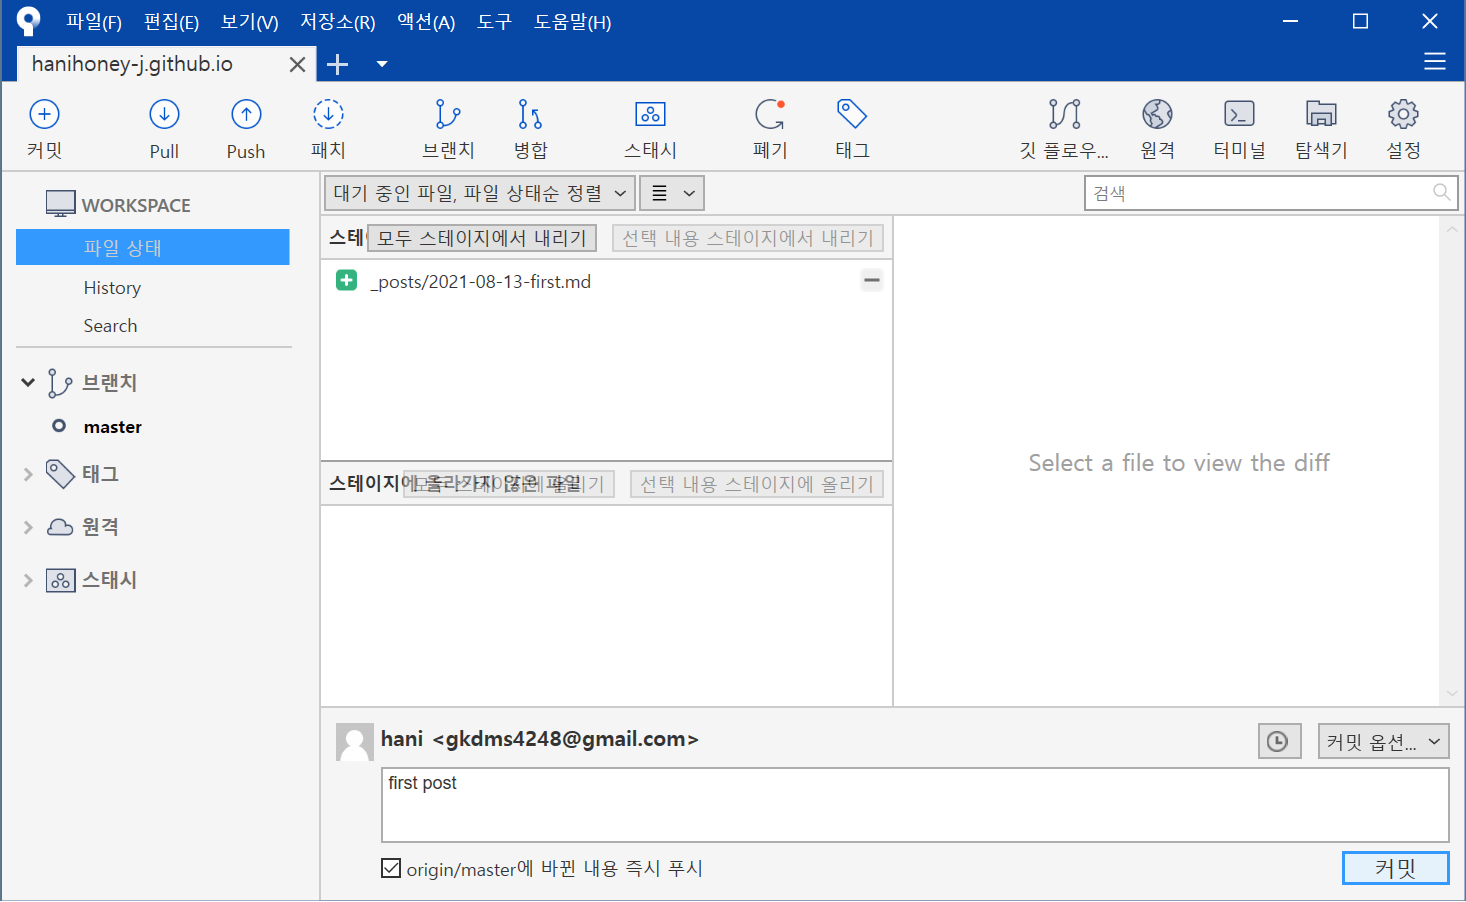 파일(F) 편집(E) 보기(V) 저장소(R) 액션(A) 도구 도움말(H)
hanihoney-j.github.io
커밋 Pull Push 패치 브랜치 병합 스태시 폐기 태그 깃 플로우... 원격 터미널 탐색기 설정
WORKSPACE
파일 상태
History
Search
브랜치
master
태그
원격
스태시
대기 중인 파일, 파일 상태순 정렬
검색
스테이 모두 스테이지에서 내리기 선택 내용 스테이지에서 내리기
_posts/2021-08-13-first.md
스테이지에 올라가지 않은 파일 선택 내용 스테이지에 올리기
Select a file to view the diff
hani <gkdms4248@gmail.com>
커밋 옵션...
first post
origin/master에 바뀐 내용 즉시 푸시
커밋